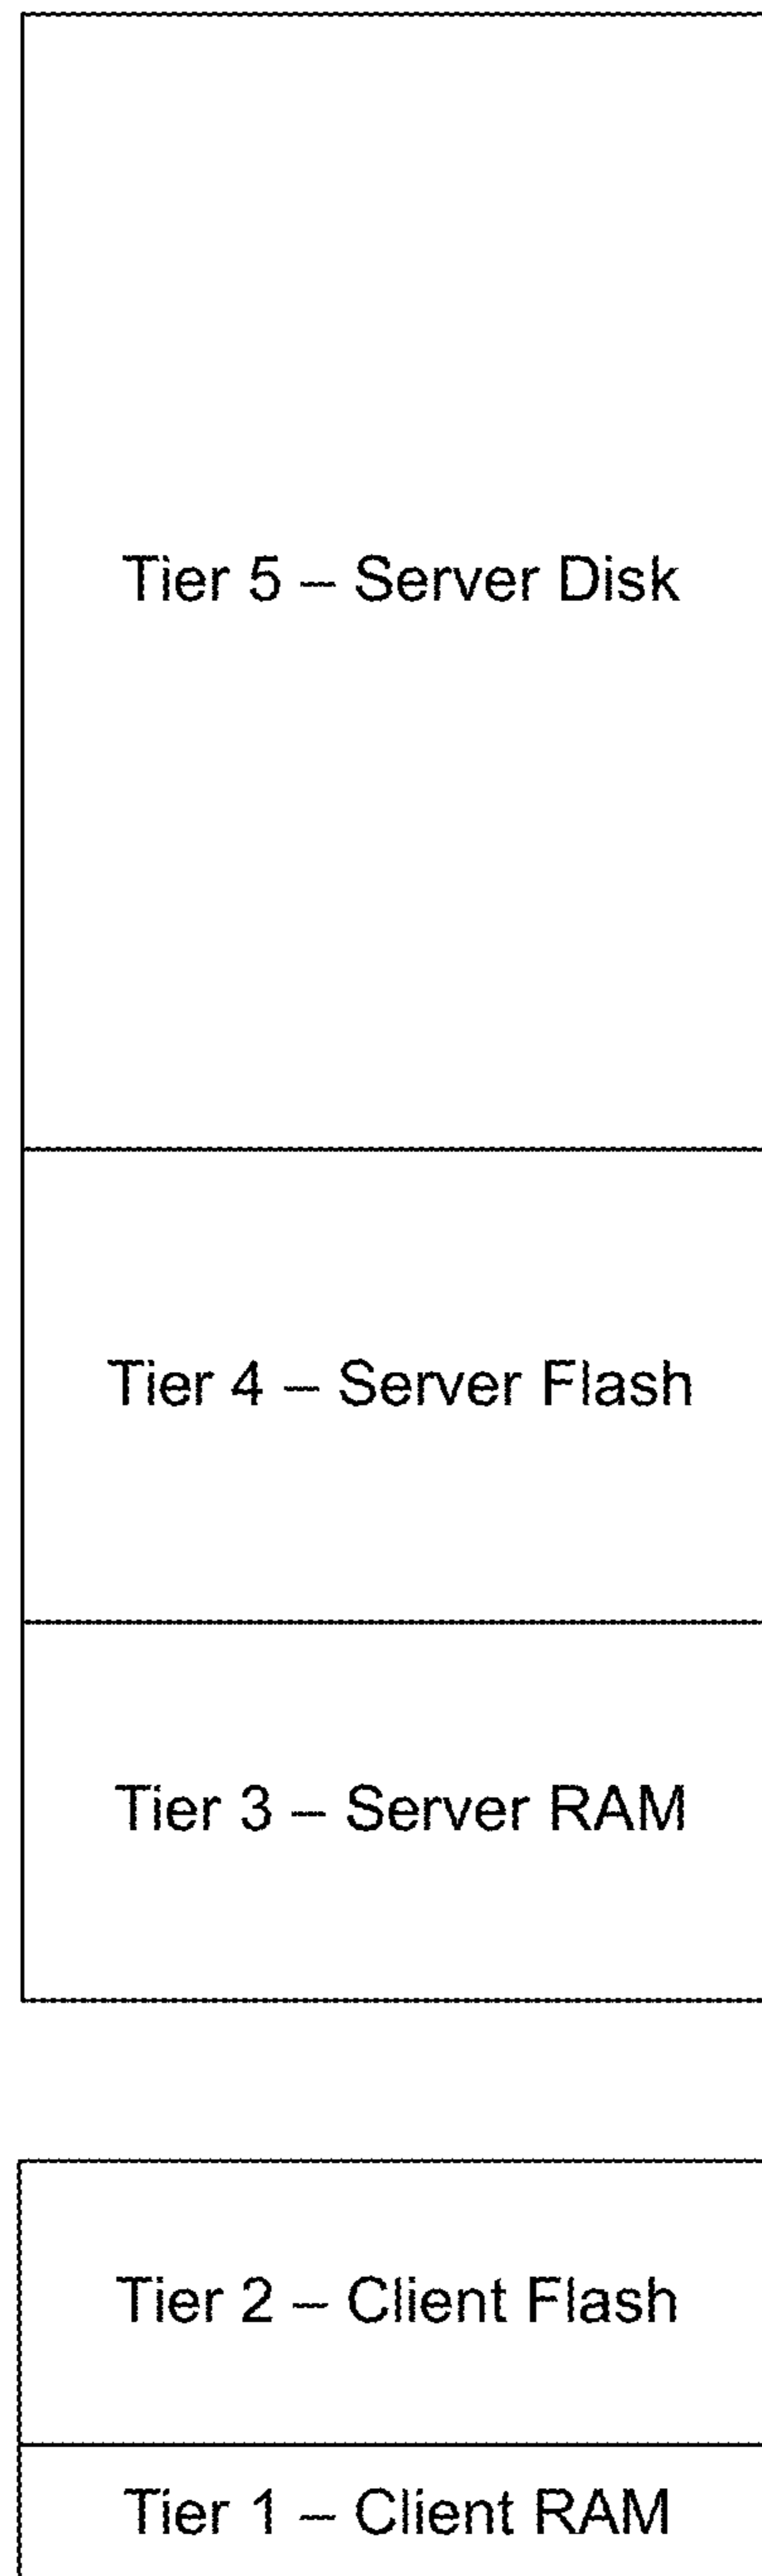 Tier 5 – Server Disk
Tier 4 – Server Flash
Tier 3 – Server RAM
Tier 2 – Client Flash
Tier 1 – Client RAM